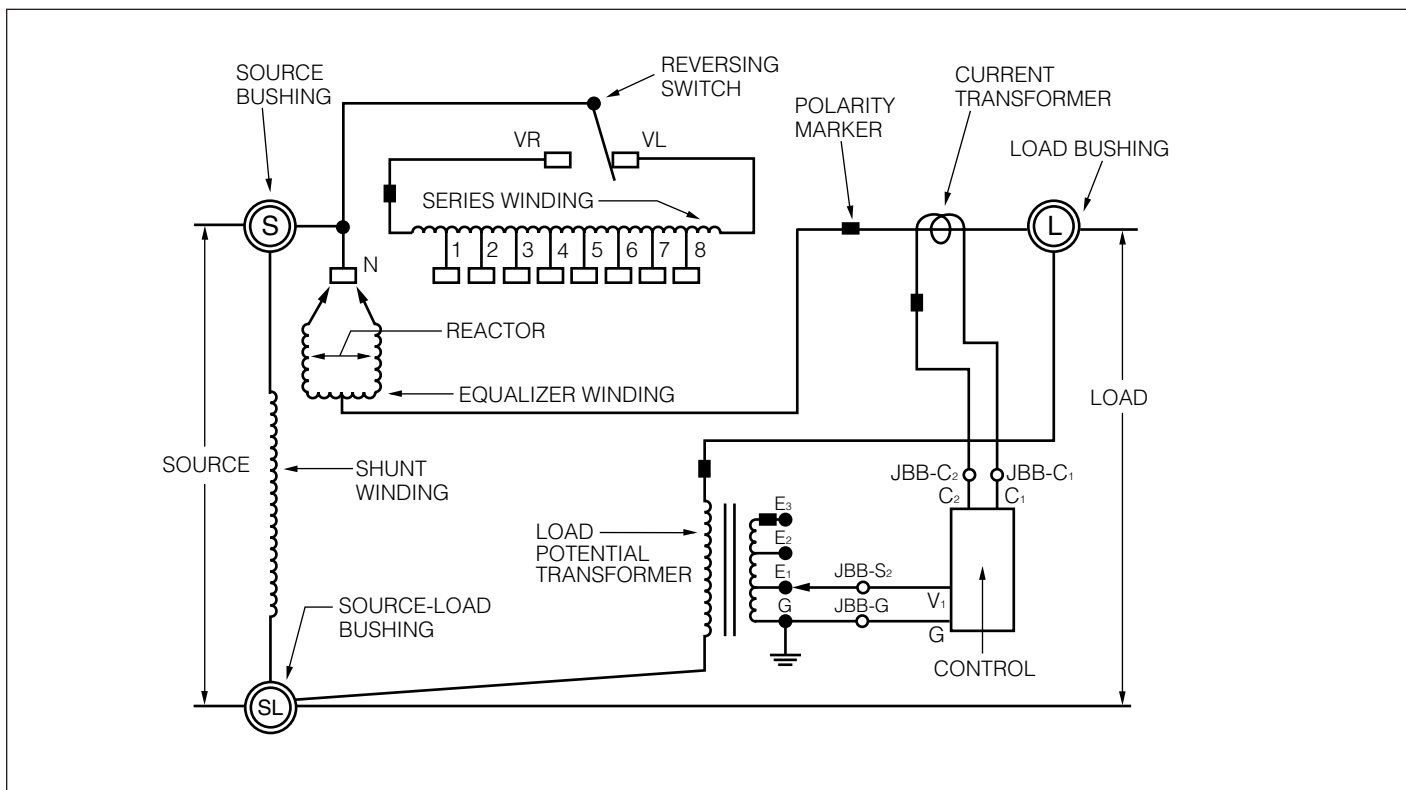 SOURCE
BUSHING
REVERSING
SWITCH
CURRENT
TRANSFORMER
POLARITY
MARKER
LOAD BUSHING
VR
VL
SERIES WINDING
S
L
1 2 3 4 5 6 7 8
N
REACTOR
EQUALIZER WINDING
LOAD
SOURCE
SHUNT
WINDING
JBB-C₂
JBB-C₁
C₂
C₁
LOAD
POTENTIAL
TRANSFORMER
E₃
E₂
E₁
JBB-S₂
V₁
G
JBB-G
G
SOURCE-LOAD
BUSHING
CONTROL
SL